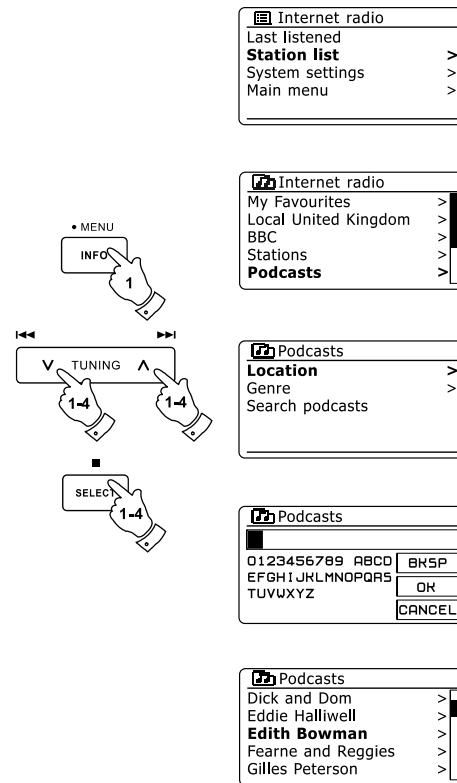 Internet radio
Last listened
Station list >
System settings >
Main menu >
Internet radio
My Favourites >
Local United Kingdom >
BBC >
Stations >
Podcasts >
• MENU
INFO
1
TUNING
1-4
1-4
SELECT
1-4
Podcasts
Location >
Genre >
Search podcasts
Podcasts
0123456789 ABCD BKSP
EFGHIJKLMNOPQRS OK
TUVWXYZ
CANCEL
Podcasts
Dick and Dom >
Eddie Halliwell >
Edith Bowman >
Fearne and Reggies >
Gilles Peterson >